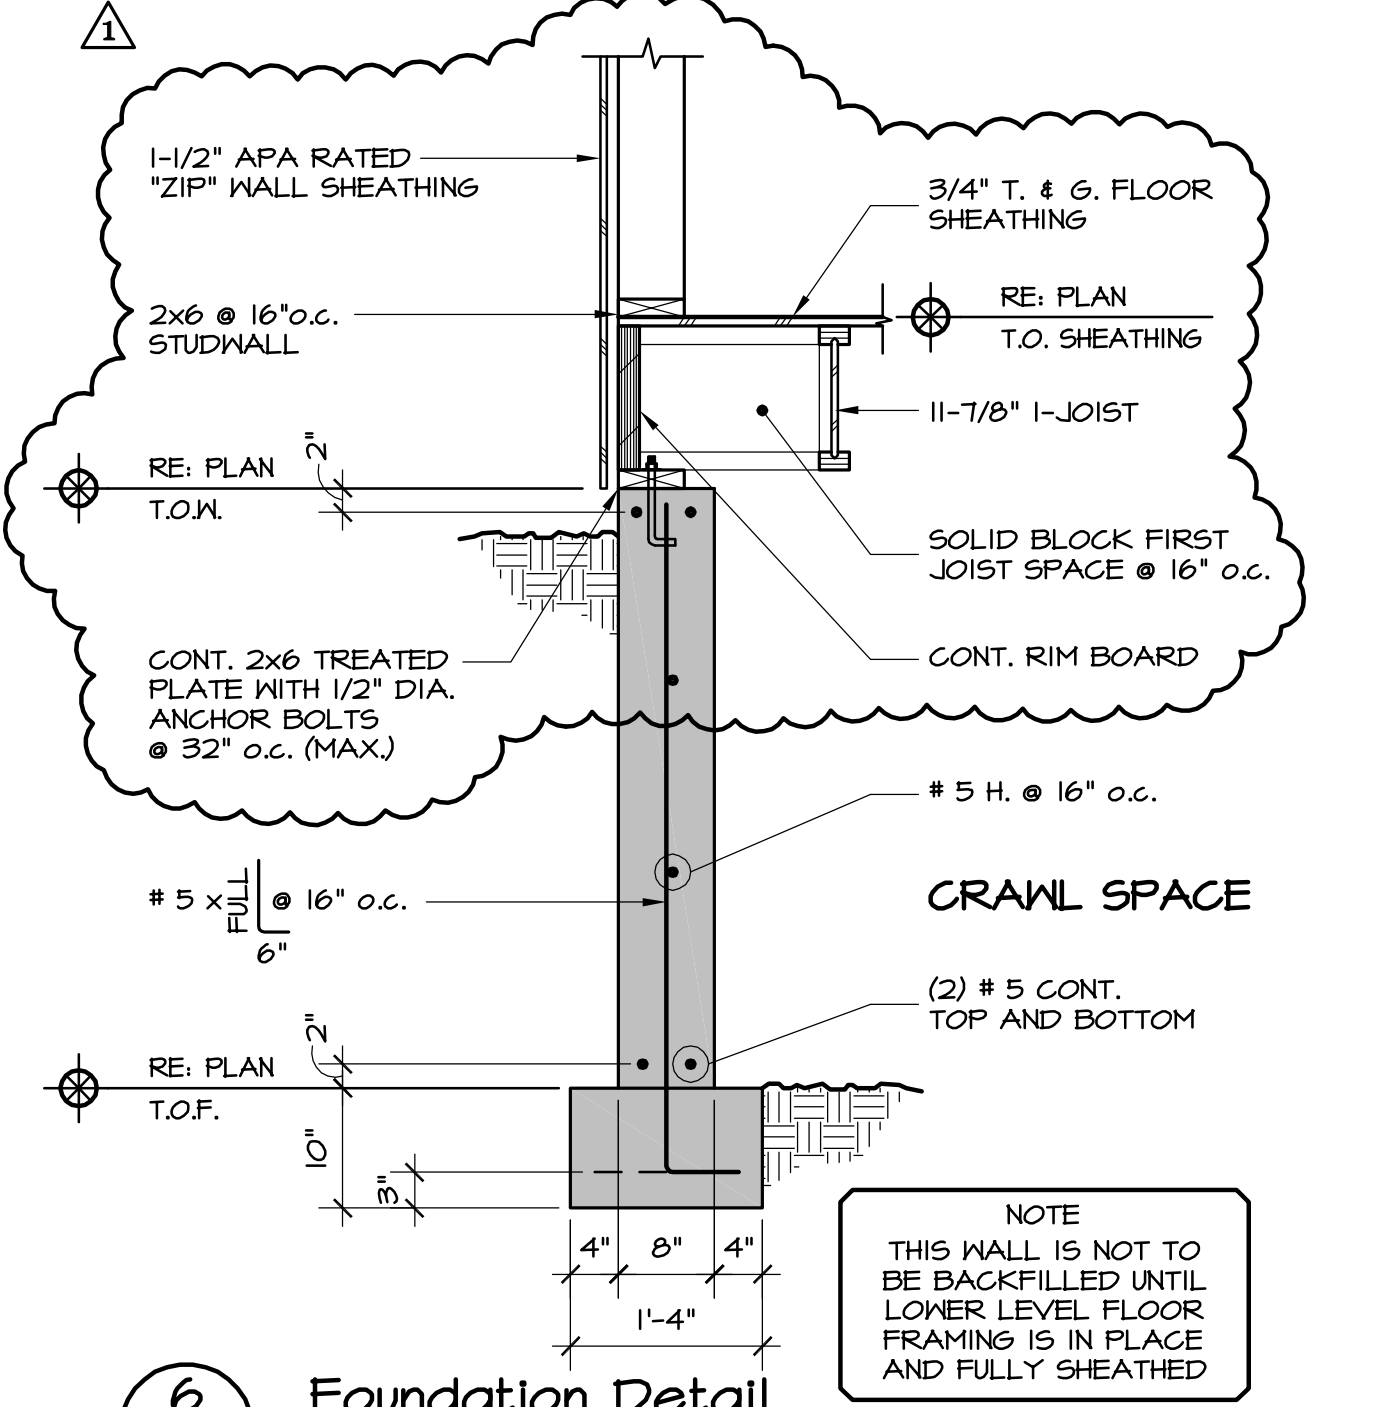 1
1-1/2" APA RATED
"ZIP" WALL SHEATHING
3/4" T. & G. FLOOR
SHEATHING
2x6 @ 16"o.c.
STUDWALL
RE: PLAN
T.O. SHEATHING
11-7/8" I-JOIST
2"
RE: PLAN
T.O.W.
SOLID BLOCK FIRST
JOIST SPACE @ 16" o.c.
CONT. 2x6 TREATED
PLATE WITH 1/2" DIA.
ANCHOR BOLTS
@ 32" o.c. (MAX.)
CONT. RIM BOARD
# 5 H. @ 16" o.c.
# 5 x FULL @ 16" o.c.
6"
CRAWL SPACE
(2) # 5 CONT.
TOP AND BOTTOM
2"
RE: PLAN
T.O.F.
10"
3"
4" 8" 4"
1'-4"
NOTE
THIS WALL IS NOT TO
BE BACKFILLED UNTIL
LOWER LEVEL FLOOR
FRAMING IS IN PLACE
AND FULLY SHEATHED
6 Foundation Detail